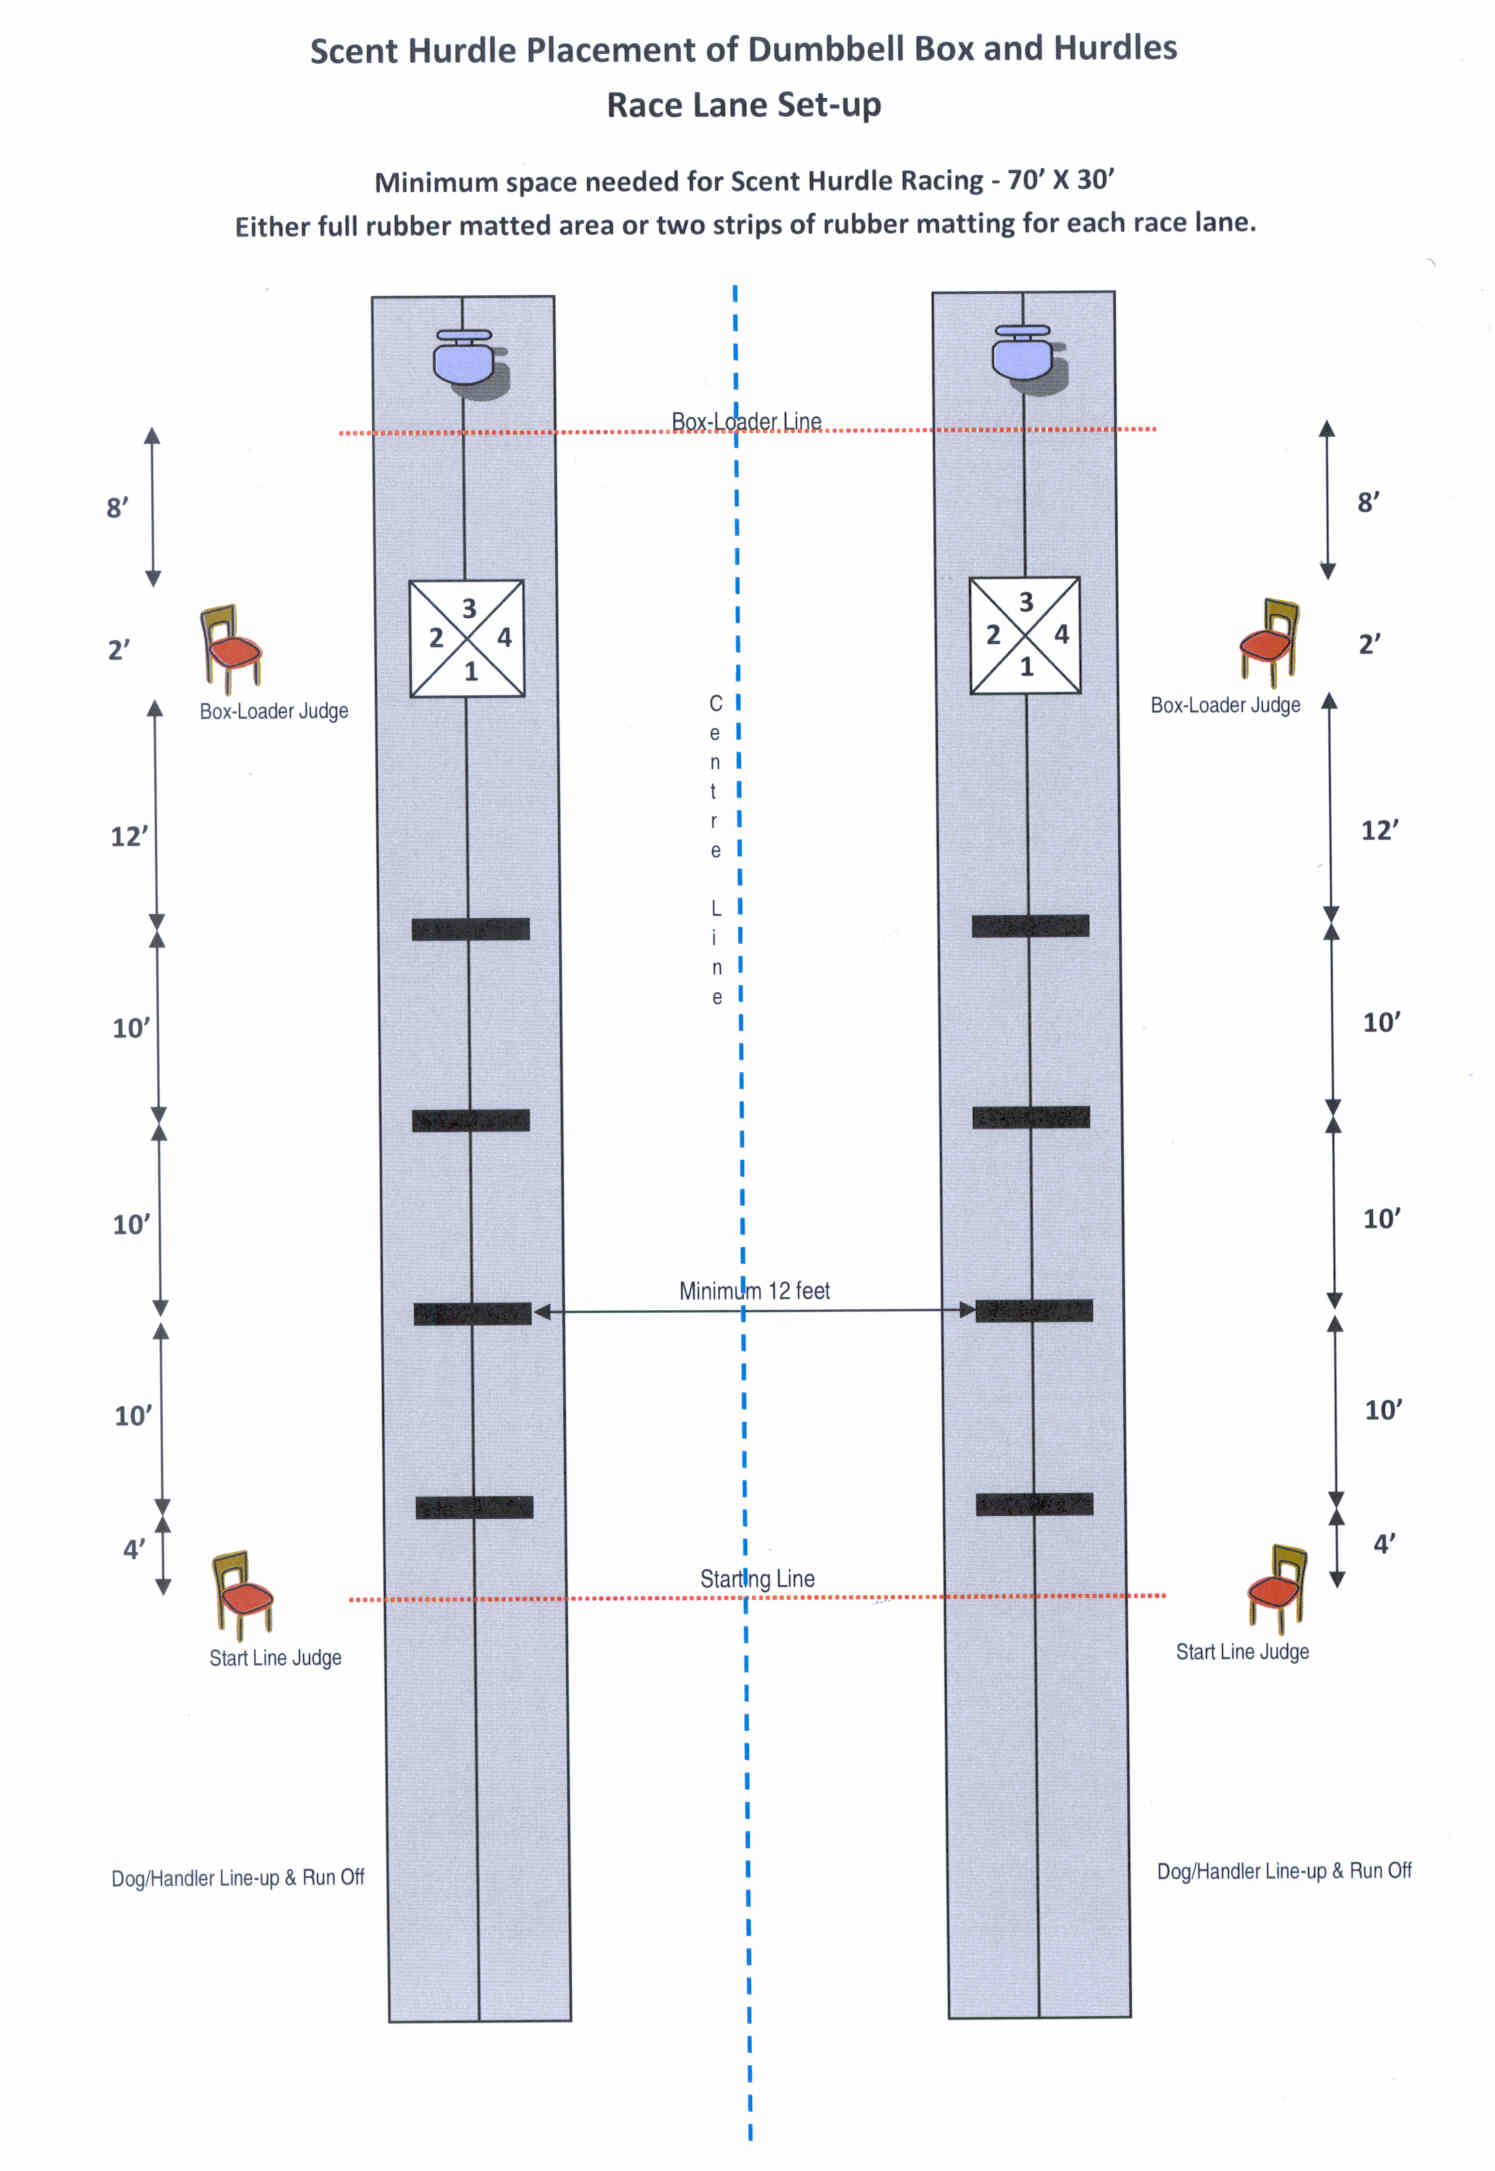 Scent Hurdle Placement of Dumbbell Box and Hurdles
Race Lane Set-up
Minimum space needed for Scent Hurdle Racing - 70’ X 30’
Either full rubber matted area or two strips of rubber matting for each race lane.
Box-Loader Line
8’
8’
3
2 4
1
3
2 4
1
2’
2’
Box-Loader Judge
Box-Loader Judge
Centre Line
12’
12’
10’
10’
10’
10’
Minimum 12 feet
10’
10’
4’
4’
Starting Line
Start Line Judge
Start Line Judge
Dog/Handler Line-up & Run Off
Dog/Handler Line-up & Run Off